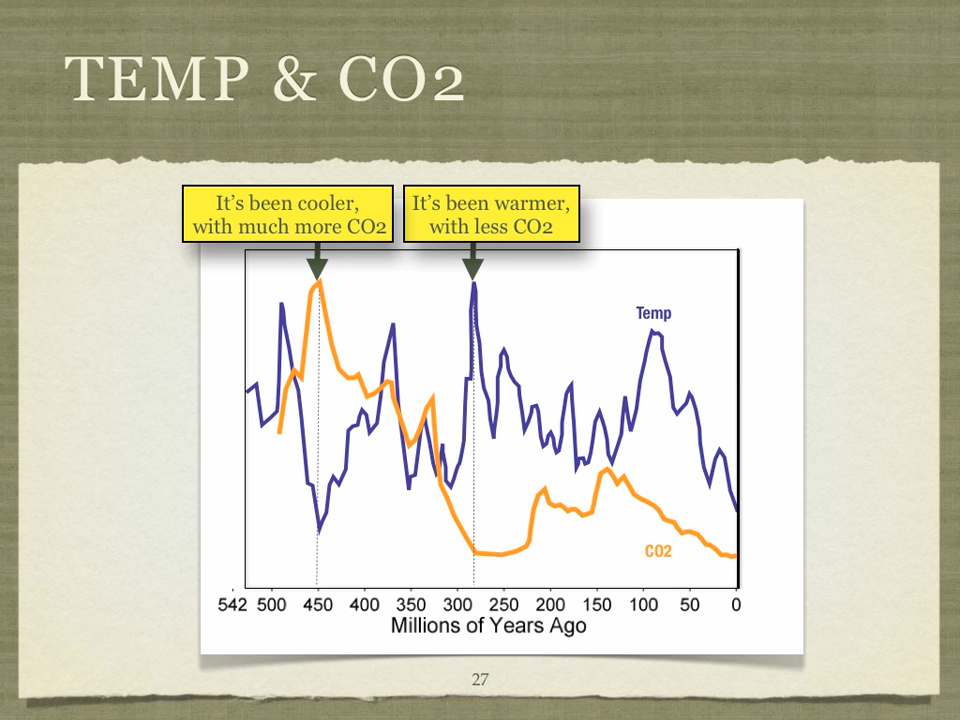 TEMP & CO2
It’s been cooler,
with much more CO2
It’s been warmer,
with less CO2
Temp
CO2
542 500 450 400 350 300 250 200 150 100 50 0
Millions of Years Ago
27